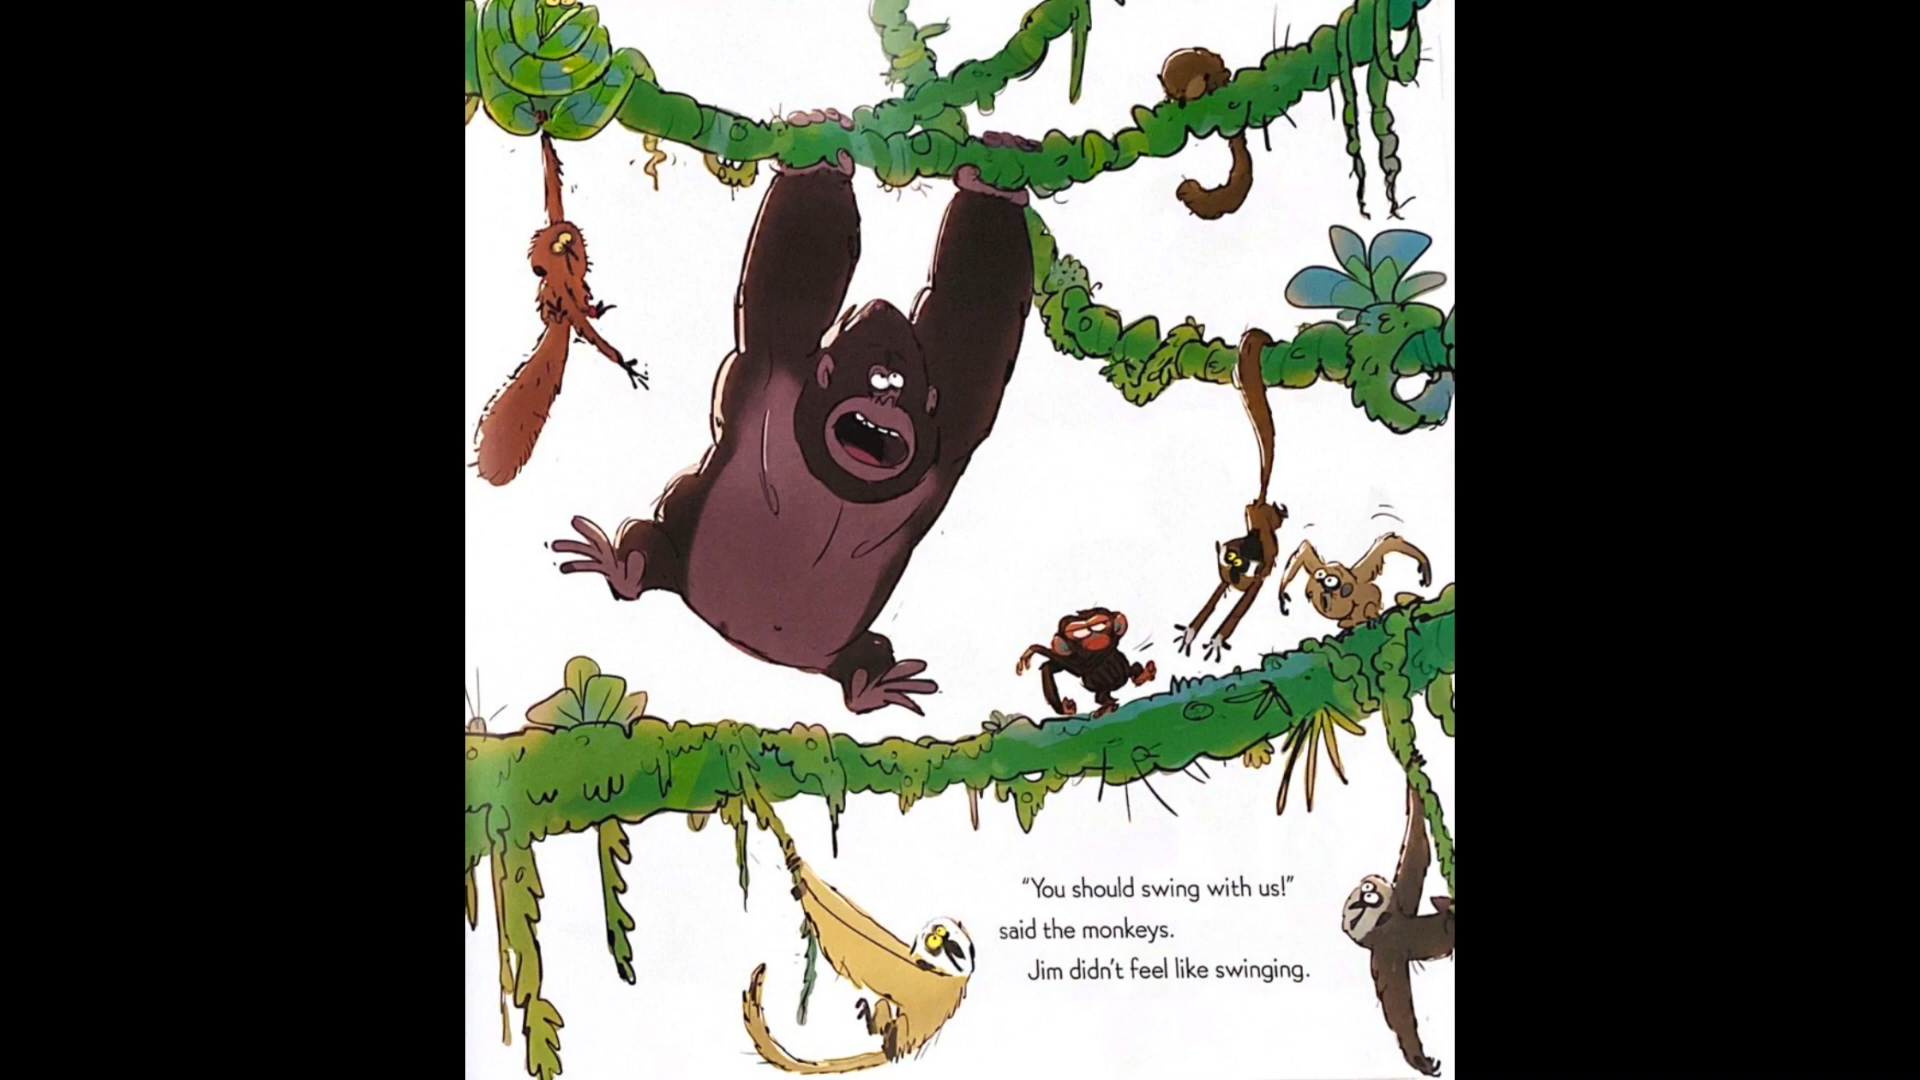 “You should swing with us!”
said the monkeys.
Jim didn’t feel like swinging.